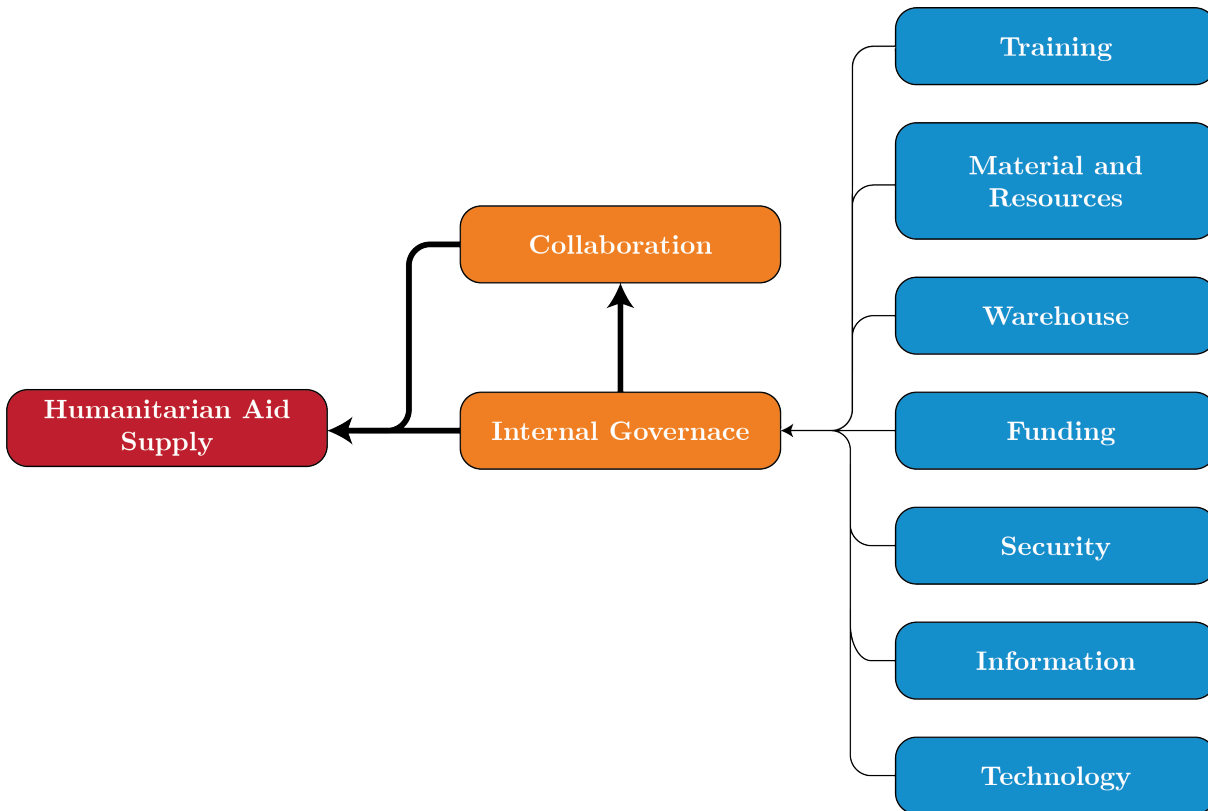 Training
Material and
Resources
Collaboration
Warehouse
Humanitarian Aid
Supply
Internal Governace
Funding
Security
Information
Technology